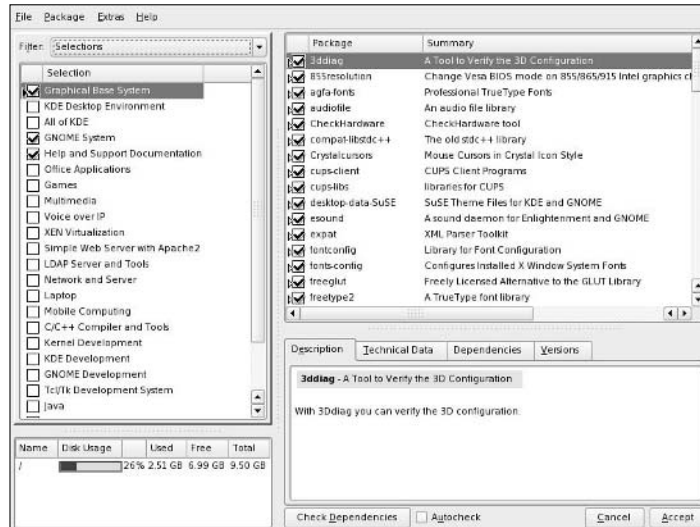 File Package Extras Help
Filter: Selections
Selection
Graphical Base System
KDE Desktop Environment
All of KDE
GNOME System
Help and Support Documentation
Office Applications
Games
Multimedia
Voice over IP
XEN Virtualization
Simple Web Server with Apache2
LDAP Server and Tools
Network and Server
Laptop
Mobile Computing
C/C++ Compiler and Tools
Kernel Development
KDE Development
GNOME Development
Tcl/Tk Development System
Java
Name Disk Usage Used Free Total
/ 26% 2.51 GB 6.99 GB 9.50 GB
Package Summary
3ddiag A Tool to Verify the 3D Configuration
855resolution Change Vesa BIOS mode on 855/865/915 Intel graphics
agfa-fonts Professional TrueType Fonts
audiofile An audio file library
CheckHardware CheckHardware tool
compat-libstdc++ The old stdc++ library
Crystalcursors Mouse Cursors in Crystal Icon Style
cups-client CUPS Client Programs
cups-libs libraries for CUPS
desktop-data-SuSE SuSE Theme Files for KDE and GNOME
esound A sound daemon for Enlightenment and GNOME
expat XML Parser Toolkit
fontconfig Library for Font Configuration
fonts-config Configures Installed X Window System Fonts
freeglut Freely Licensed Alternative to the GLUT Library
freetype2 A TrueType font library
Description Technical Data Dependencies Versions
3ddiag - A Tool to Verify the 3D Configuration
With 3Ddiag you can verify the 3D configuration.
Check Dependencies Autocheck Cancel Accept